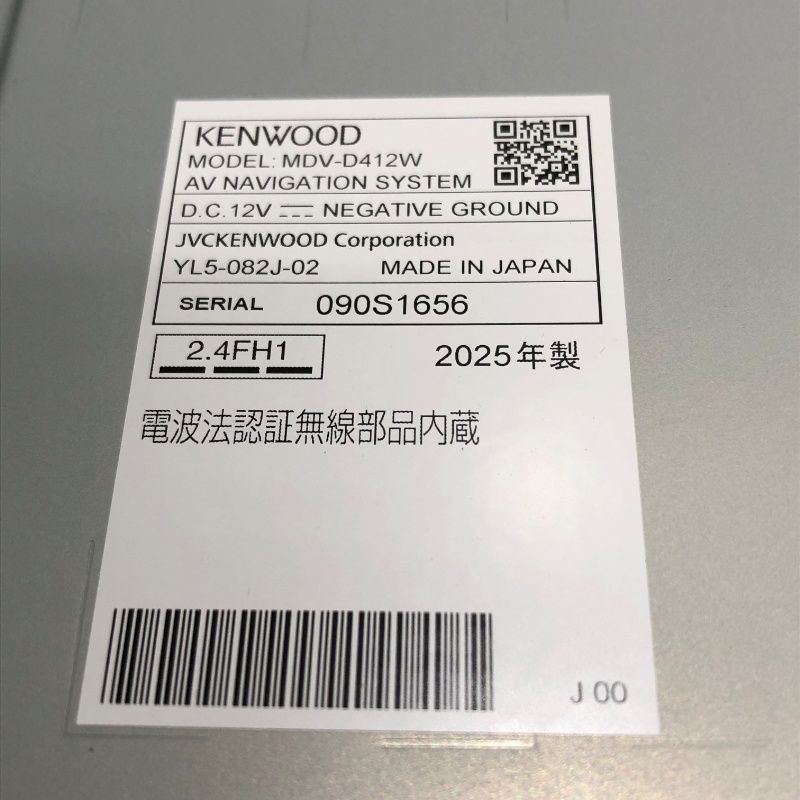 KENWOOD
MODEL: MDV-D412W
AV NAVIGATION SYSTEM
D.C.12V ⎓ NEGATIVE GROUND
JVCKENWOOD Corporation
YL5-082J-02 MADE IN JAPAN
SERIAL 090S1656
2.4FH1 2025年製
電波法認証無線部品内蔵
J 00